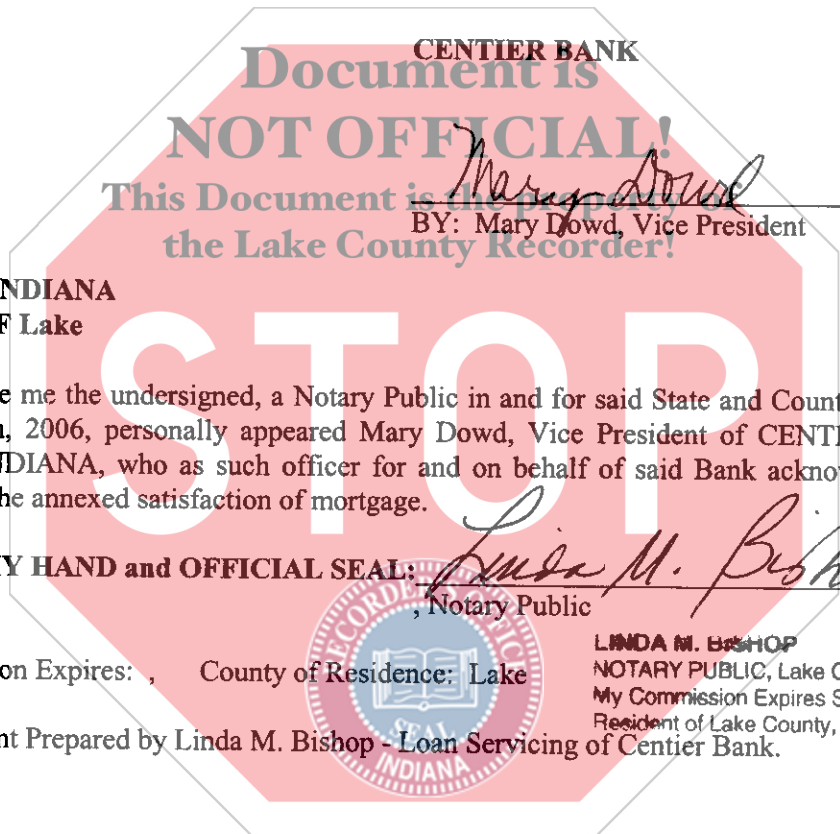 CENTIER BANK
Document is
NOT OFFICIAL!
Mary Dowd
This Document is the property of
BY: Mary Dowd, Vice President
the Lake County Recorder!
NDIANA
F Lake
STOP
e me the undersigned, a Notary Public in and for said State and Count
, 2006, personally appeared Mary Dowd, Vice President of CENTI
NDIANA, who as such officer for and on behalf of said Bank ackno
he annexed satisfaction of mortgage.
Y HAND and OFFICIAL SEAL: Linda M. Bish
, Notary Public
RECORDER'S OFFICE
LINDA M. BISHOP
on Expires: , County of Residence: Lake
NOTARY PUBLIC, Lake C
My Commission Expires S
Resident of Lake County,
SEAL
nt Prepared by Linda M. Bishop - Loan Servicing of Centier Bank.
INDIANA